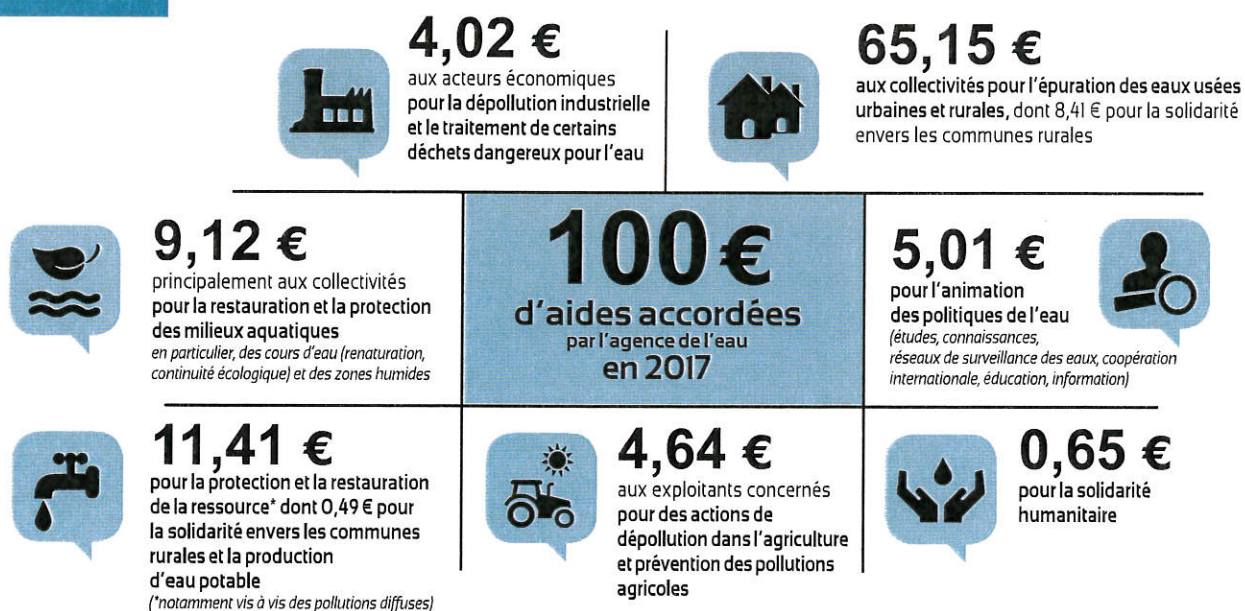 4,02 €
aux acteurs économiques
pour la dépollution industrielle
et le traitement de certains
déchets dangereux pour l'eau
65,15 €
aux collectivités pour l'épuration des eaux usées
urbaines et rurales, dont 8,41 € pour la solidarité
envers les communes rurales
9,12 €
principalement aux collectivités
pour la restauration et la protection
des milieux aquatiques
en particulier, des cours d'eau (renaturation,
continuité écologique) et des zones humides
100 €
d'aides accordées
par l'agence de l'eau
en 2017
5,01 €
pour l'animation
des politiques de l'eau
(études, connaissances,
réseaux de surveillance des eaux, coopération
internationale, éducation, information)
11,41 €
pour la protection et la restauration
de la ressource* dont 0,49 € pour
la solidarité envers les communes
rurales et la production
d'eau potable
(*notamment vis à vis des pollutions diffuses)
4,64 €
aux exploitants concernés
pour des actions de
dépollution dans l'agriculture
et prévention des pollutions
agricoles
0,65 €
pour la solidarité
humanitaire